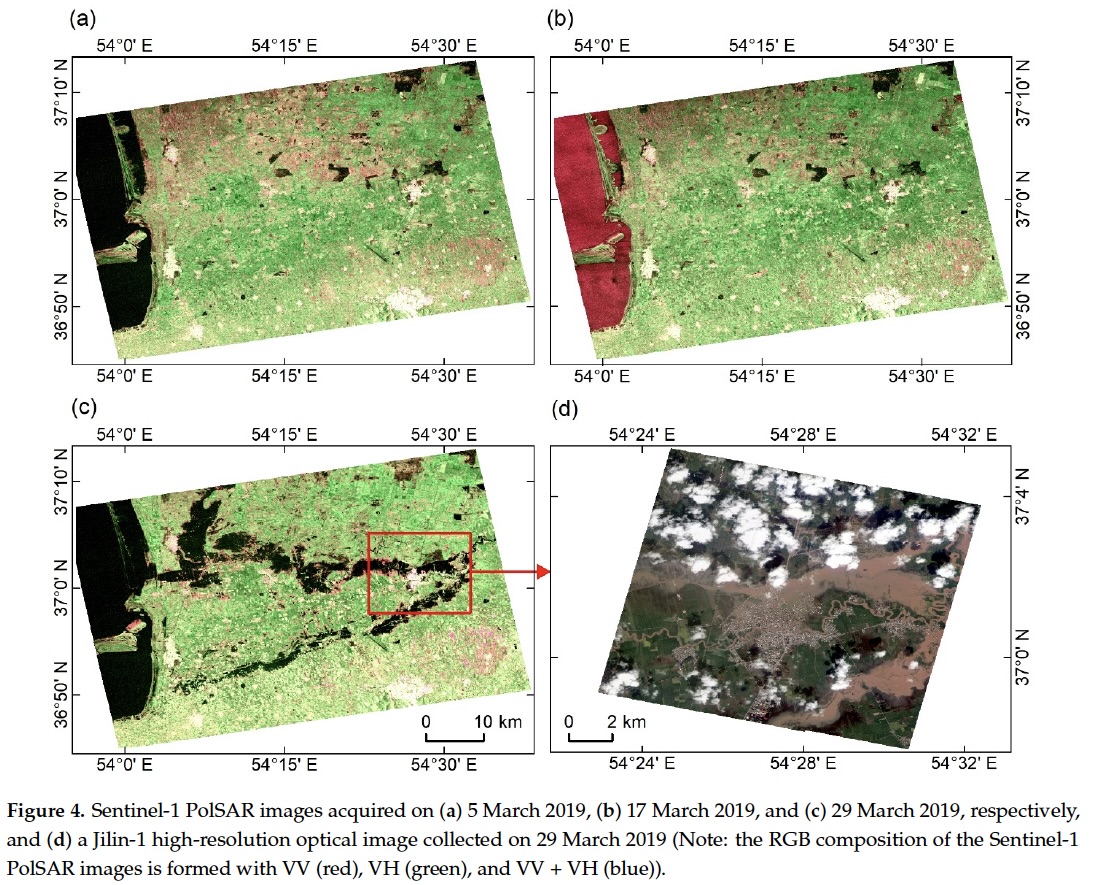 (a)
(b)
54°0' E 54°15' E 54°30' E
54°0' E 54°15' E 54°30' E
37°10' N
37°0' N
36°50' N
37°10' N
37°0' N
36°50' N
54°0' E 54°15' E 54°30' E
54°0' E 54°15' E 54°30' E
(c)
(d)
54°0' E 54°15' E 54°30' E
54°24' E 54°28' E 54°32' E
37°10' N
37°0' N
36°50' N
37°4' N
37°0' N
0 10 km
0 2 km
54°0' E 54°15' E 54°30' E
54°24' E 54°28' E 54°32' E
Figure 4. Sentinel-1 PolSAR images acquired on (a) 5 March 2019, (b) 17 March 2019, and (c) 29 March 2019, respectively,
and (d) a Jilin-1 high-resolution optical image collected on 29 March 2019 (Note: the RGB composition of the Sentinel-1
PolSAR images is formed with VV (red), VH (green), and VV + VH (blue)).